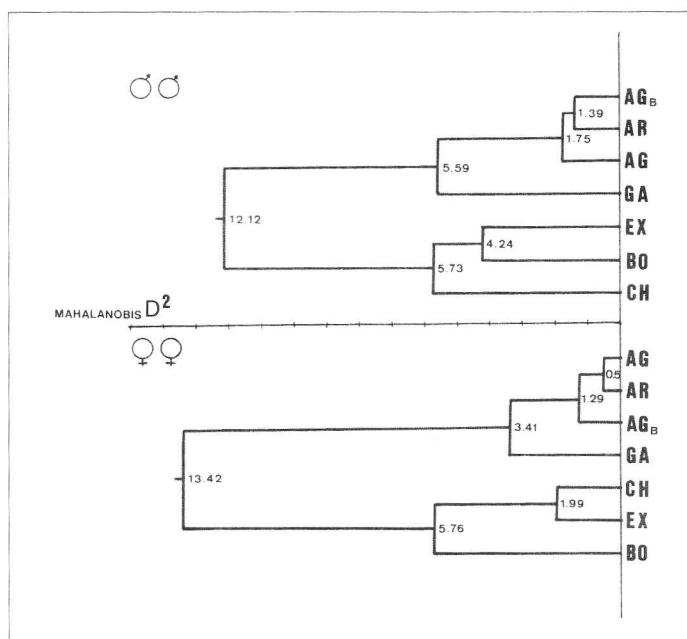 ♂ ♂
AG_B
1.39
AR
1.75
AG
5.59
GA
12.12
EX
4.24
BO
5.73
CH
MAHALANOBIS D²
♀ ♀
AG
0.5
AR
1.29
AG_B
3.41
GA
13.42
CH
1.99
EX
5.76
BO